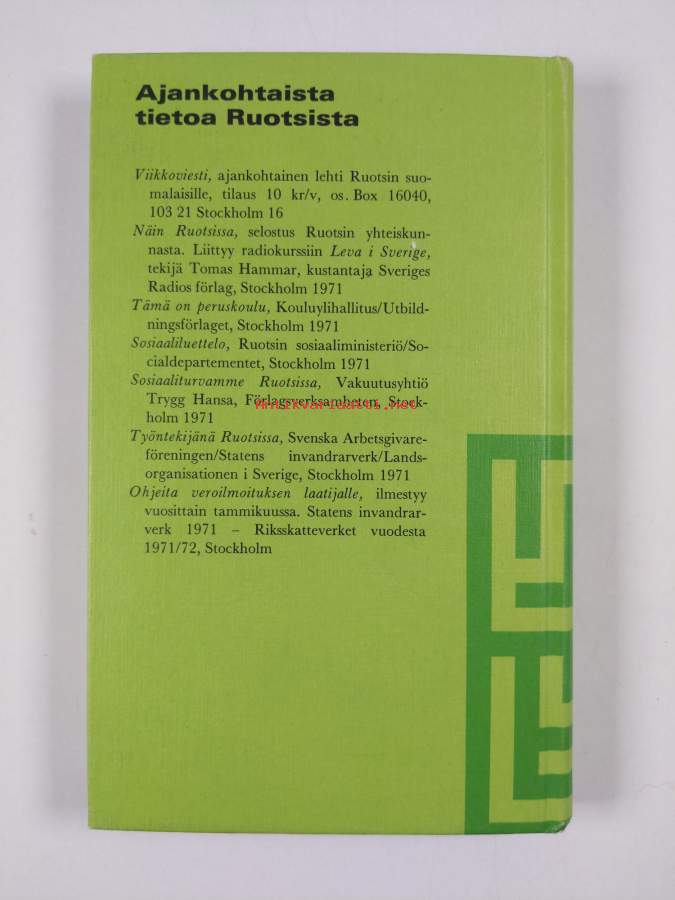 Ajankohtaista
tietoa Ruotsista
Viikkoviesti, ajankohtainen lehti Ruotsin suo-
malaisille, tilaus 10 kr/v, os. Box 16040,
103 21 Stockholm 16
Näin Ruotsissa, selostus Ruotsin yhteiskun-
nasta. Liittyy radiokurssiin Leva i Sverige,
tekijä Tomas Hammar, kustantaja Sveriges
Radios förlag, Stockholm 1971
Tämä on peruskoulu, Kouluylihallitus/Utbild-
ningsförlaget, Stockholm 1971
Sosiaaliluettelo, Ruotsin sosiaaliministeriö/So-
cialdepartementet, Stockholm 1971
Sosiaaliturvamme Ruotsissa, Vakuutusyhtiö
Trygg Hansa, Förlagsverksamheten, Stock-
holm 1971
Antikvariaatti.net
Työntekijänä Ruotsissa, Svenska Arbetsgivare-
föreningen/Statens invandrarverk/Lands-
organisationen i Sverige, Stockholm 1971
Ohjeita veroilmoituksen laatijalle, ilmestyy
vuosittain tammikuussa. Statens invandrar-
verk 1971 – Riksskatteverket vuodesta
1971/72, Stockholm